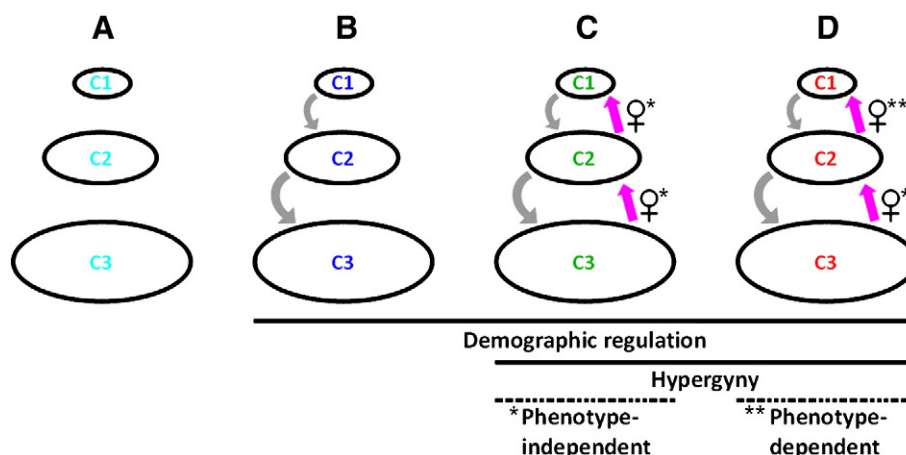 A B C D
C1 C1 C1 C1
♀* ♀**
C2 C2 C2 C2
♀* ♀*
C3 C3 C3 C3
Demographic regulation
Hypergyny
*Phenotype- **Phenotype-
independent dependent